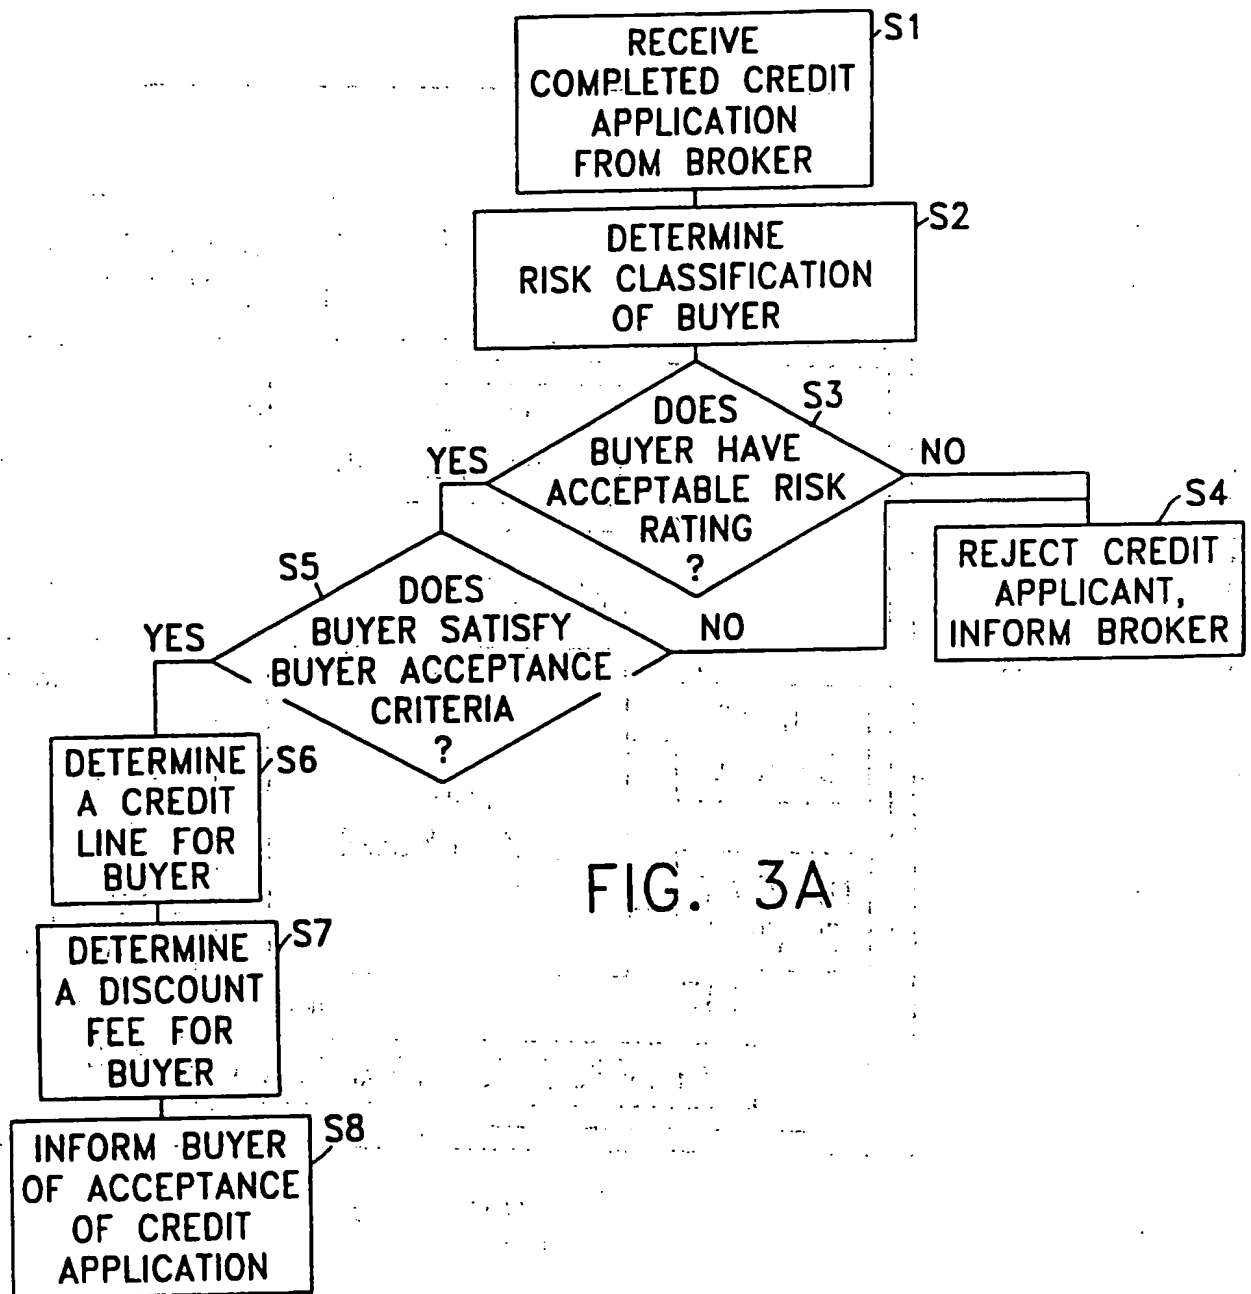 S1
RECEIVE
COMPLETED CREDIT
APPLICATION
FROM BROKER
S2
DETERMINE
RISK CLASSIFICATION
OF BUYER
S3
DOES
BUYER HAVE
ACCEPTABLE RISK
RATING
?
YES
NO
S4
REJECT CREDIT
APPLICANT,
INFORM BROKER
S5
DOES
BUYER SATISFY
BUYER ACCEPTANCE
CRITERIA
?
YES
NO
S6
DETERMINE
A CREDIT
LINE FOR
BUYER
S7
DETERMINE
A DISCOUNT
FEE FOR
BUYER
S8
INFORM BUYER
OF ACCEPTANCE
OF CREDIT
APPLICATION
FIG. 3A